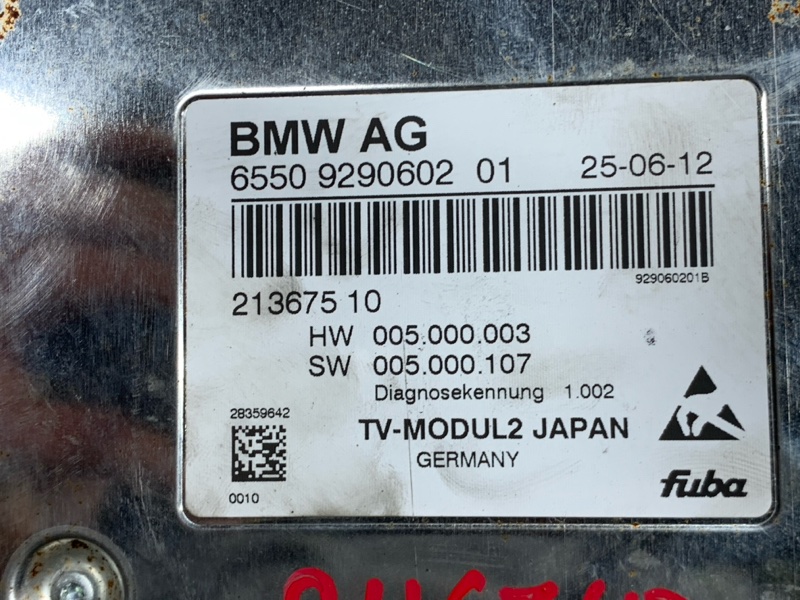 BMW AG
6550 9290602 01 25-06-12
929060201B
213675 10
HW 005.000.003
SW 005.000.107
Diagnosekennung 1.002
28359642
TV-MODUL2 JAPAN
GERMANY
0010
fuba